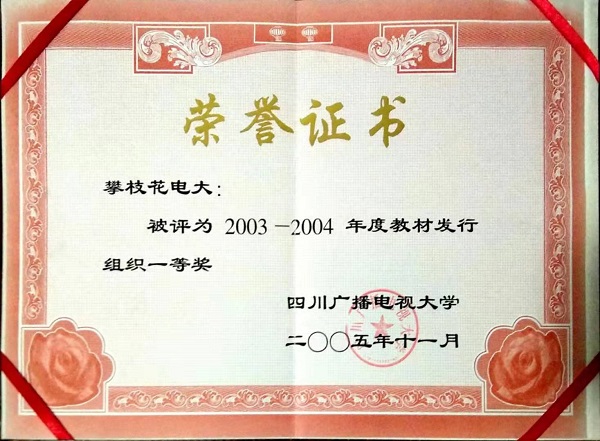 荣誉证书
攀枝花电大：
被评为 2003－2004 年度教材发行
组织一等奖
四川广播电视大学
二〇〇五年十一月